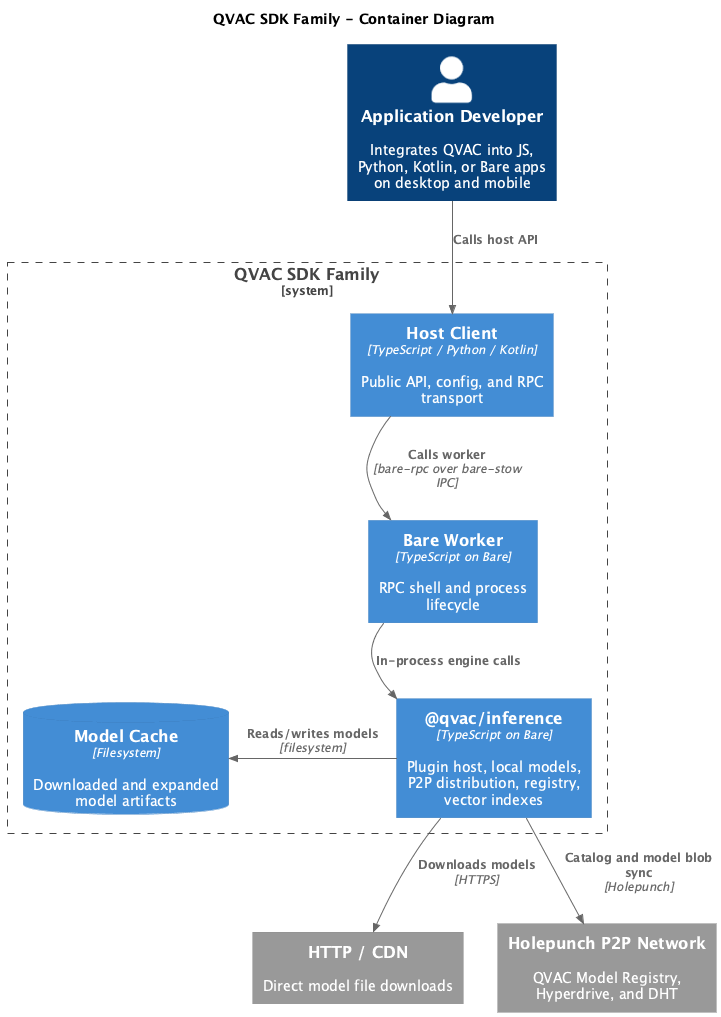 QVAC SDK Family - Container Diagram
Application Developer
Integrates QVAC into JS,
Python, Kotlin, or Bare apps
on desktop and mobile
Calls host API
QVAC SDK Family
[system]
Host Client
[TypeScript / Python / Kotlin]
Public API, config, and RPC
transport
Calls worker
[bare-rpc over bare-stow
IPC]
Bare Worker
[TypeScript on Bare]
RPC shell and process
lifecycle
In-process engine calls
@qvac/inference
[TypeScript on Bare]
Plugin host, local models,
P2P distribution, registry,
vector indexes
Reads/writes models
[filesystem]
Model Cache
[Filesystem]
Downloaded and expanded
model artifacts
Downloads models
[HTTPS]
Catalog and model blob
sync
[Holepunch]
HTTP / CDN
Direct model file downloads
Holepunch P2P Network
QVAC Model Registry,
Hyperdrive, and DHT